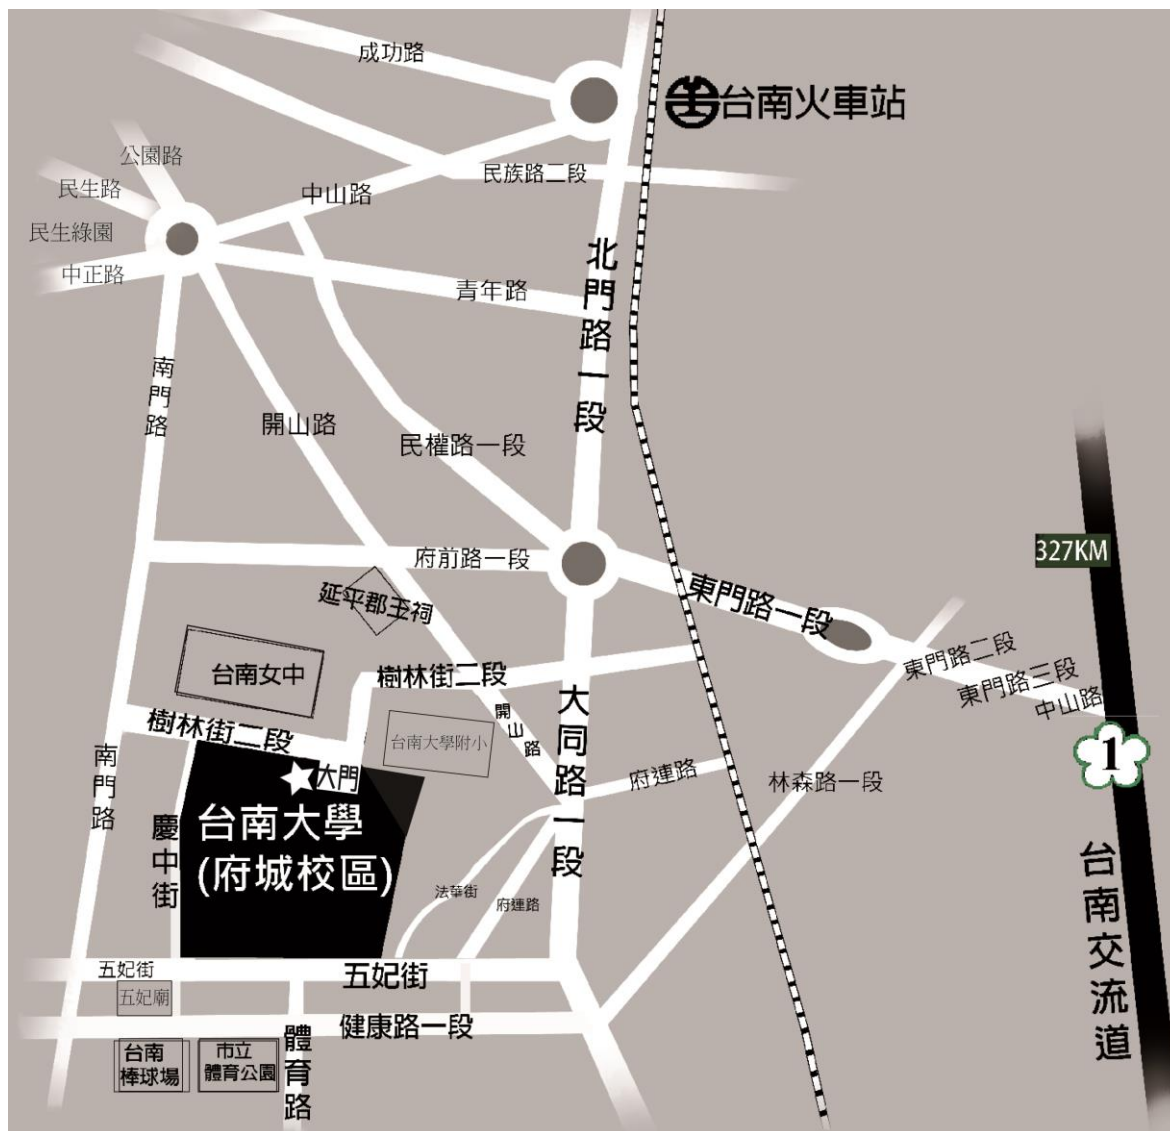 成功路
台南火車站
公園路
民族路二段
民生路
中山路
民生綠園
中正路
青年路
北門路一段
南門路
開山路
民權路一段
327KM
府前路一段
東門路一段
延平郡王祠
台南女中
樹林街二段
東門路二段
東門路三段
中山路
樹林街二段
開山路
大同路一段
台南大學附小
1
南門路
大門
府連路
林森路一段
台南大學
(府城校區)
慶中街
法華街
府連路
台南交流道
五妃街
五妃街
五妃廟
健康路一段
體育路
台南
棒球場
市立
體育公園